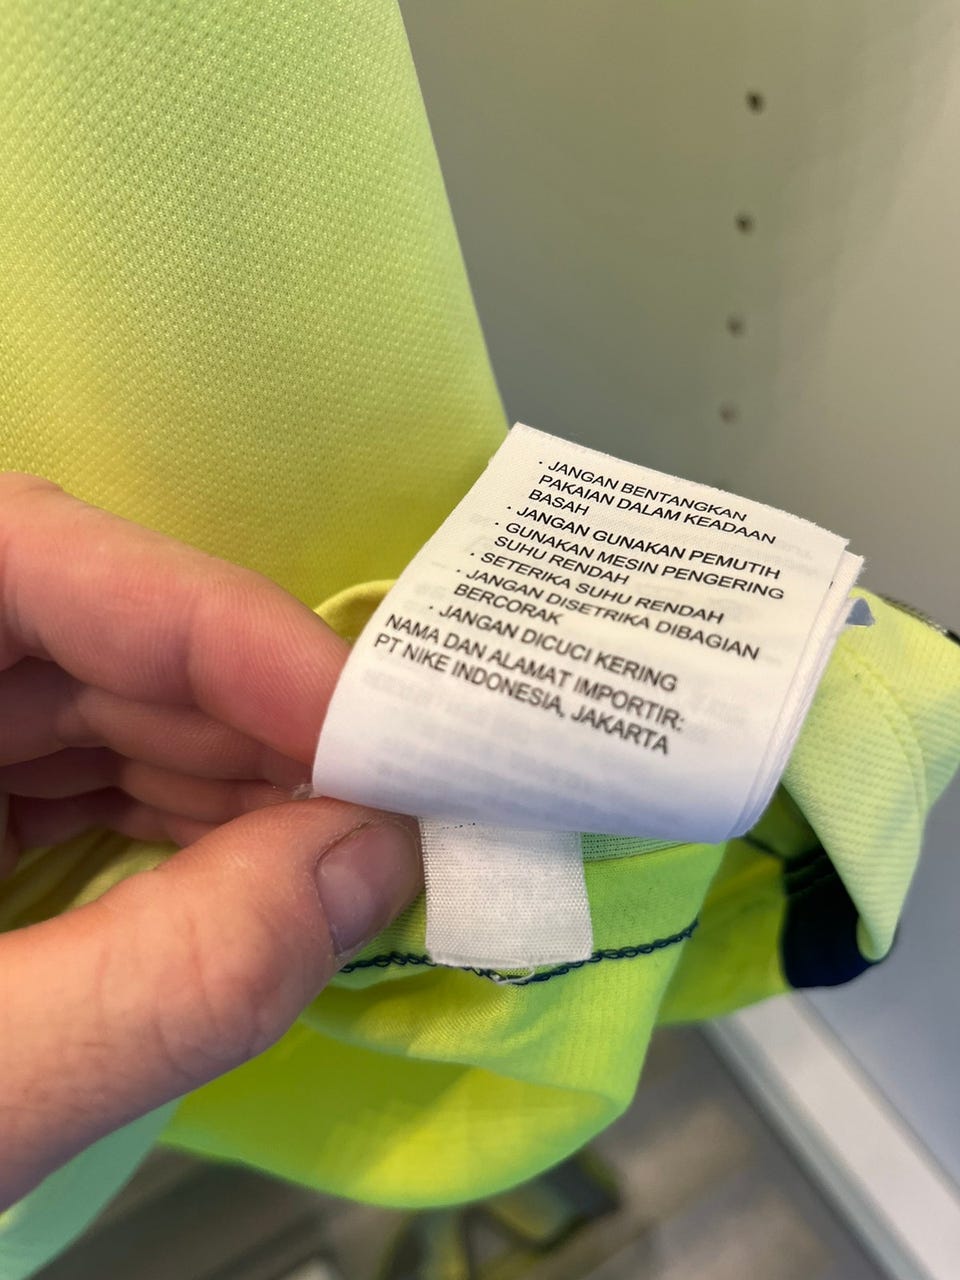 · JANGAN BENTANGKAN
PAKAIAN DALAM KEADAAN
BASAH
· JANGAN GUNAKAN PEMUTIH
· GUNAKAN MESIN PENGERING
SUHU RENDAH
· SETERIKA SUHU RENDAH
· JANGAN DISETRIKA DIBAGIAN
BERCORAK
· JANGAN DICUCI KERING
NAMA DAN ALAMAT IMPORTIR:
PT NIKE INDONESIA, JAKARTA